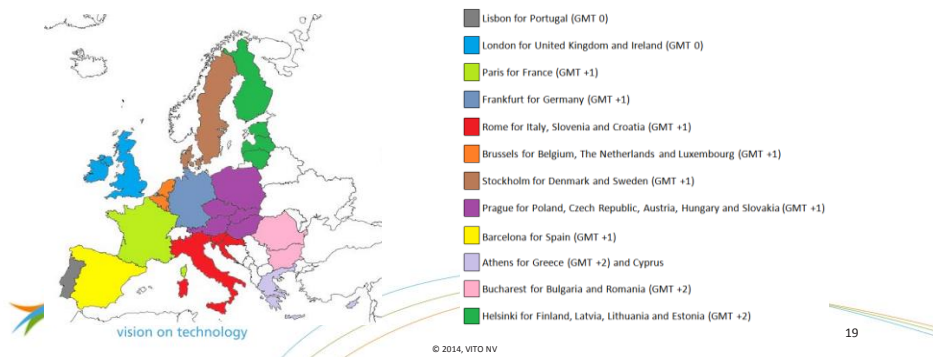 Lisbon for Portugal (GMT 0)
London for United Kingdom and Ireland (GMT 0)
Paris for France (GMT +1)
Frankfurt for Germany (GMT +1)
Rome for Italy, Slovenia and Croatia (GMT +1)
Brussels for Belgium, The Netherlands and Luxembourg (GMT +1)
Stockholm for Denmark and Sweden (GMT +1)
Prague for Poland, Czech Republic, Austria, Hungary and Slovakia (GMT +1)
Barcelona for Spain (GMT +1)
Athens for Greece (GMT +2) and Cyprus
Bucharest for Bulgaria and Romania (GMT +2)
Helsinki for Finland, Latvia, Lithuania and Estonia (GMT +2)
vision on technology
19
© 2014, VITO NV